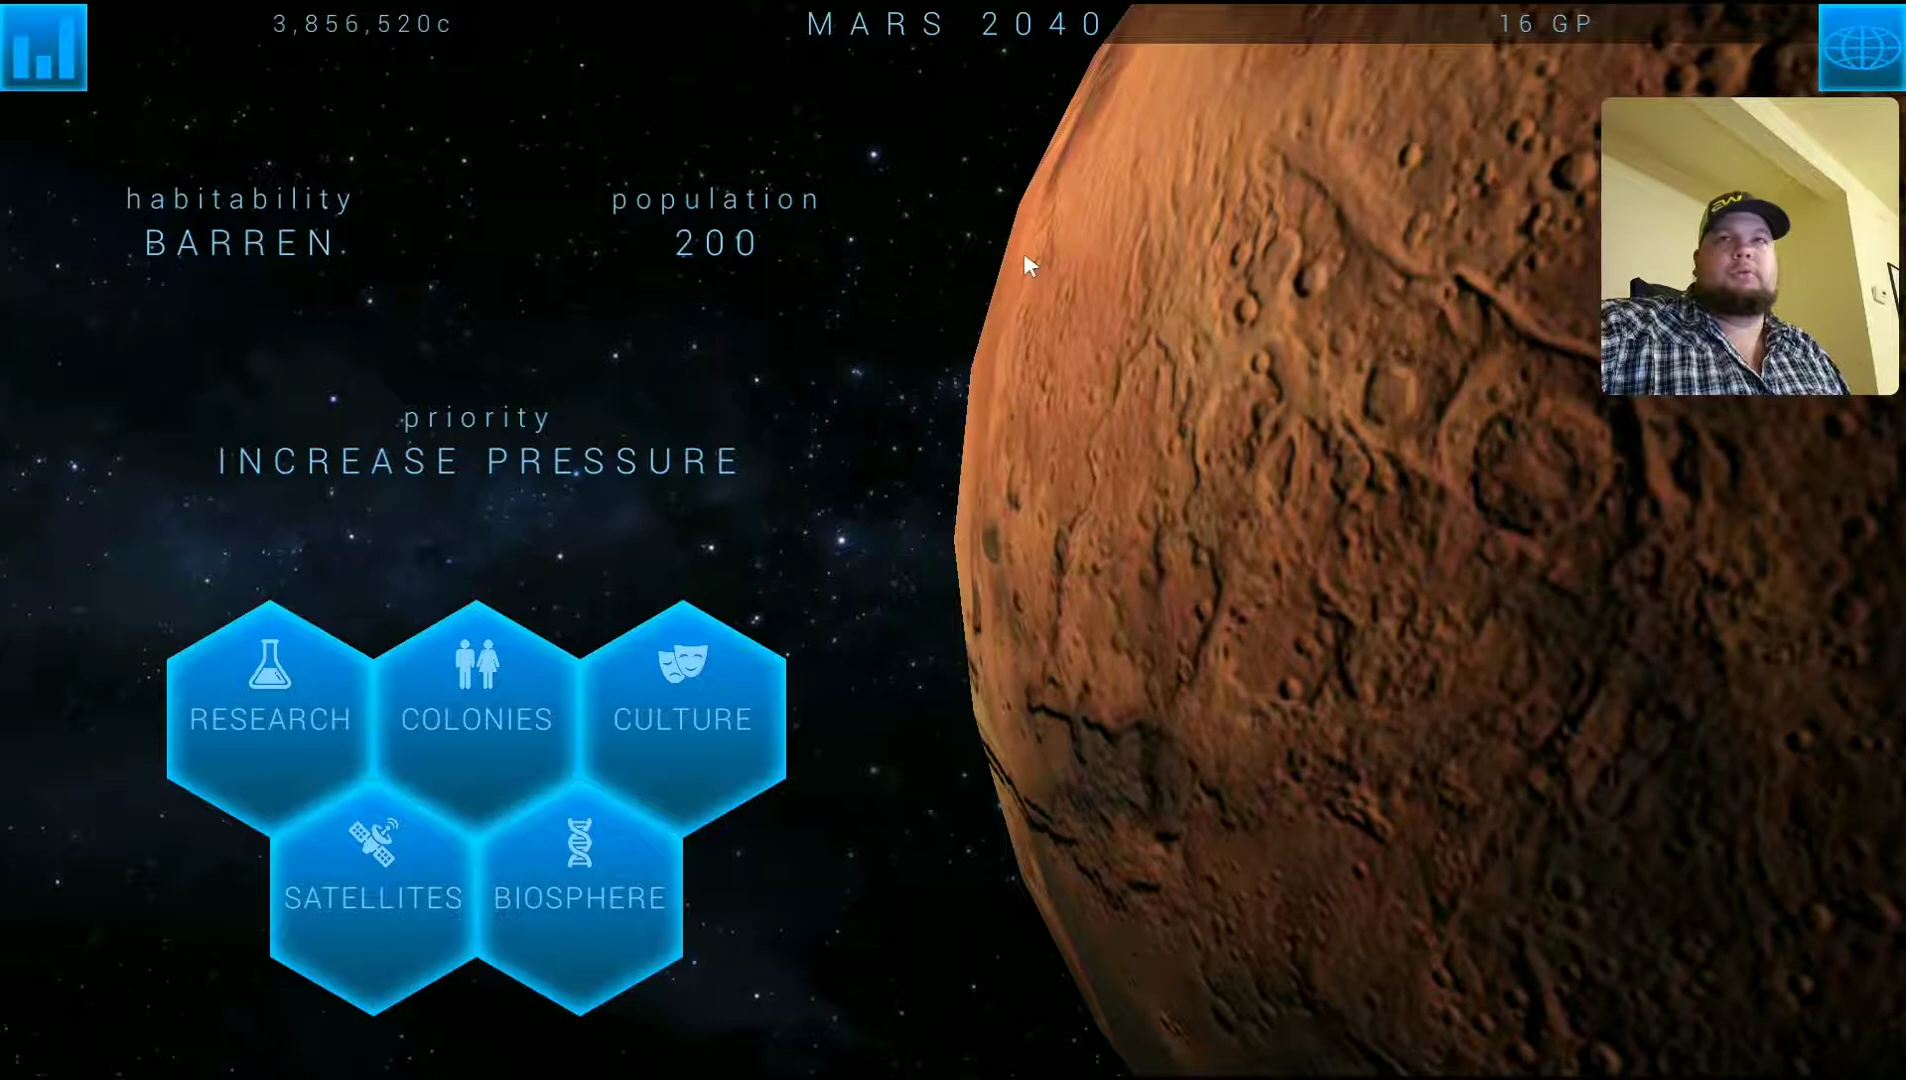 3,856,520c
MARS 2040
16 GP
habitability
BARREN
population
200
priority
INCREASE PRESSURE
RESEARCH
COLONIES
CULTURE
SATELLITES
BIOSPHERE